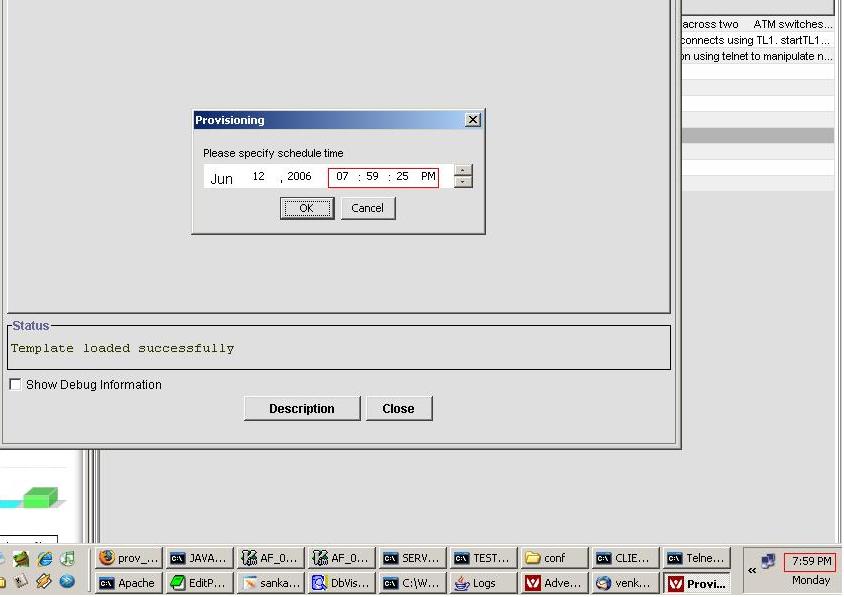 across two ATM switches...
connects using TL1. startTL1...
on using telnet to manipulate n...
Provisioning
Please specify schedule time
Jun 12 , 2006 07 : 59 : 25 PM
OK Cancel
Status
Template loaded successfully
Show Debug Information
Description Close
prov_... JAVA... AF_0... AF_0... SERV... TEST... conf CLIE... Telne...
« 7:59 PM
Apache EditP... sanka... DbVis... C:\W... Logs Adve... venk... Provi...
Monday